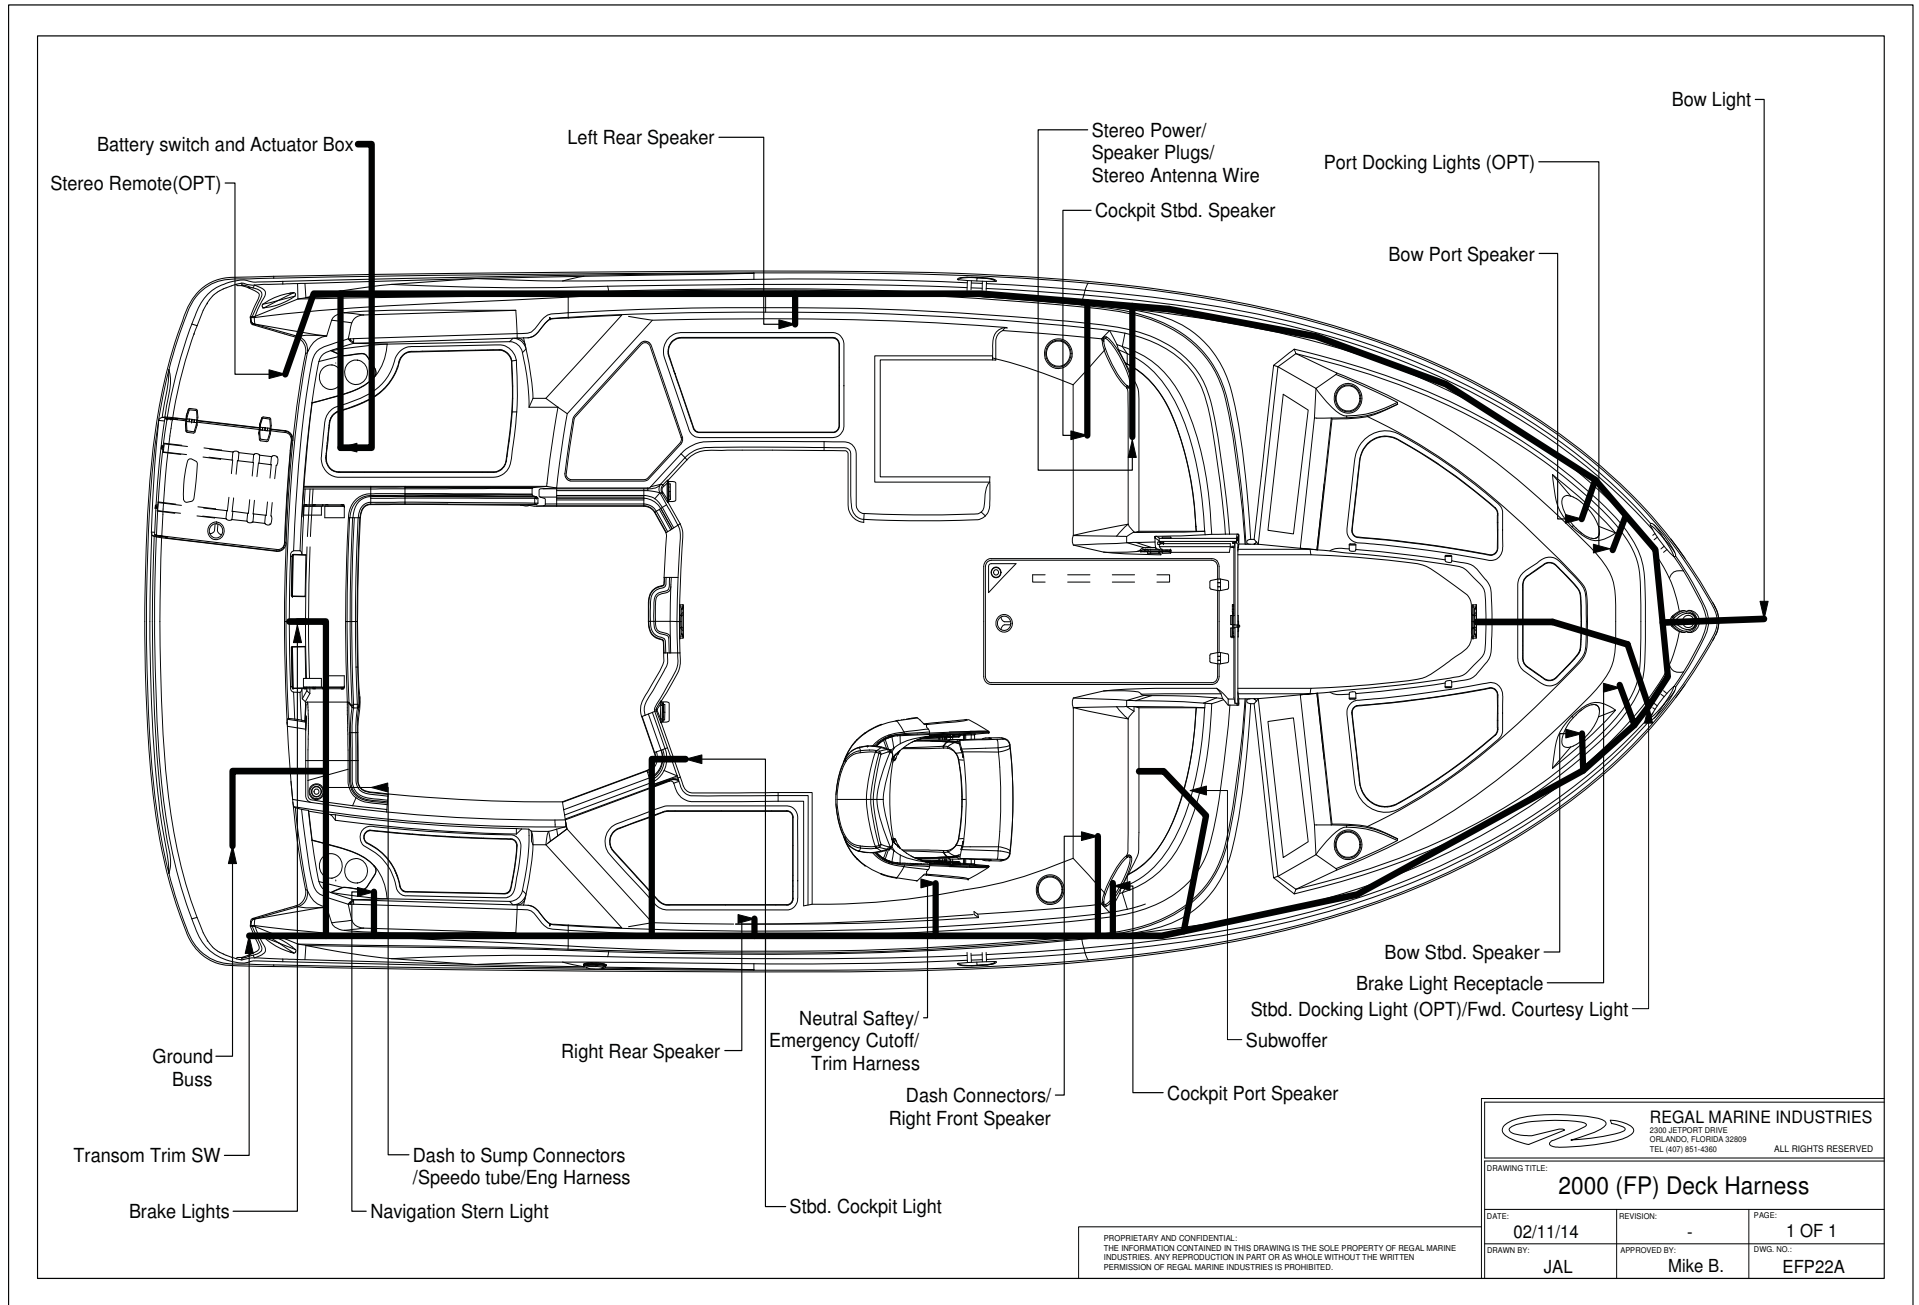 Bow Light
Battery switch and Actuator Box
Left Rear Speaker
Stereo Power/
Speaker Plugs/
Stereo Antenna Wire
Port Docking Lights (OPT)
Stereo Remote(OPT)
Cockpit Stbd. Speaker
Bow Port Speaker
Bow Stbd. Speaker
Brake Light Receptacle
Stbd. Docking Light (OPT)/Fwd. Courtesy Light
Subwoffer
Neutral Saftey/
Emergency Cutoff/
Trim Harness
Right Rear Speaker
Ground
Buss
Dash Connectors/
Right Front Speaker
Cockpit Port Speaker
Transom Trim SW
Dash to Sump Connectors
/Speedo tube/Eng Harness
Brake Lights
Navigation Stern Light
Stbd. Cockpit Light
PROPRIETARY AND CONFIDENTIAL:
THE INFORMATION CONTAINED IN THIS DRAWING IS THE SOLE PROPERTY OF REGAL MARINE
INDUSTRIES. ANY REPRODUCTION IN PART OR AS WHOLE WITHOUT THE WRITTEN
PERMISSION OF REGAL MARINE INDUSTRIES IS PROHIBITED.
REGAL MARINE INDUSTRIES
2300 JETPORT DRIVE
ORLANDO, FLORIDA 32809
TEL (407) 851-4360 ALL RIGHTS RESERVED
DRAWING TITLE:
2000 (FP) Deck Harness
DATE: REVISION: PAGE:
02/11/14 - 1 OF 1
DRAWN BY: APPROVED BY: DWG. NO.:
JAL Mike B. EFP22A